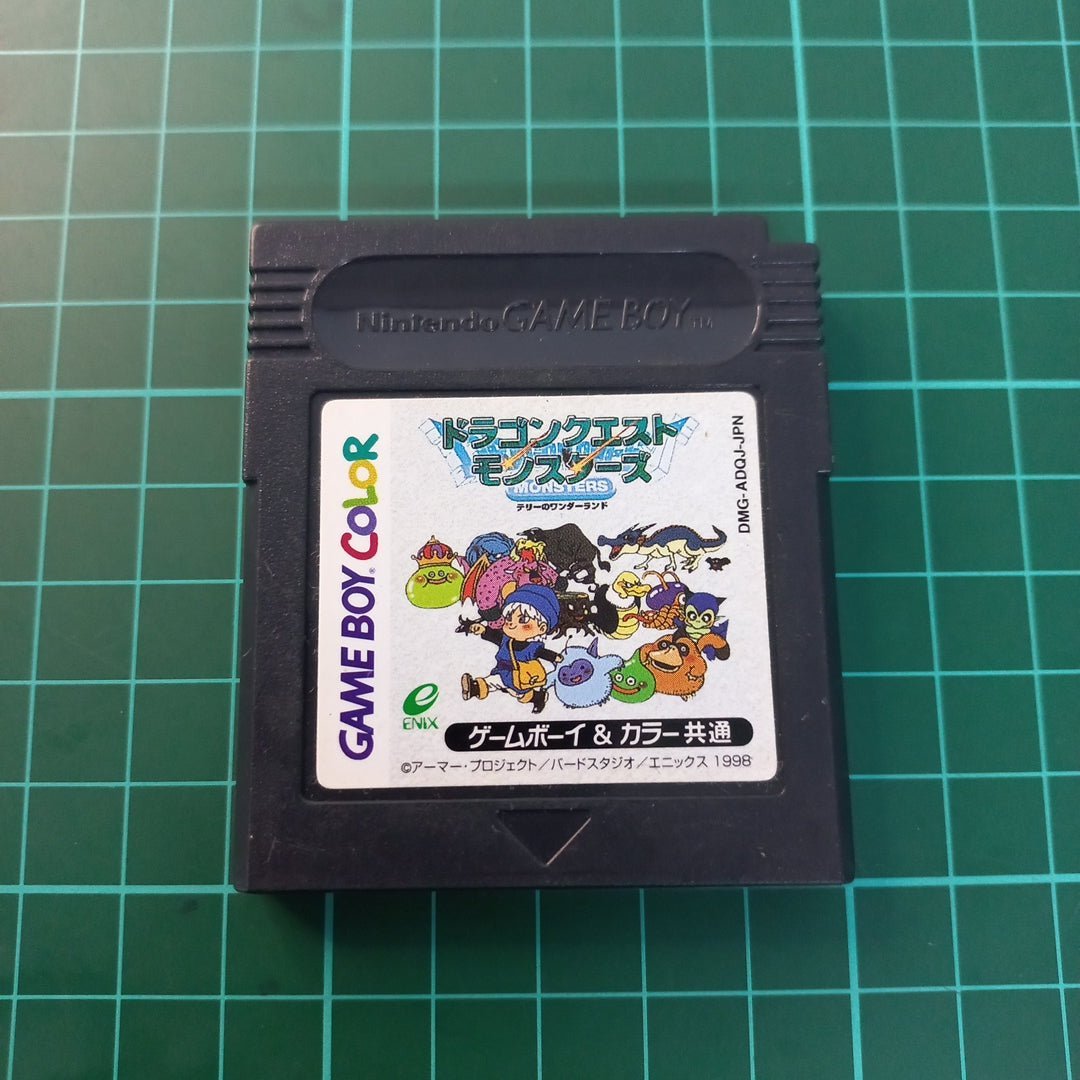 Nintendo GAME BOY TM
GAME BOY COLOR
ドラゴンクエスト
モンスターズ
MONSTERS
テリーのワンダーランド
DMG-ADQJ-JPN
ENIX
ゲームボーイ & カラー共通
©アーマー・プロジェクト/バードスタジオ/エニックス 1998